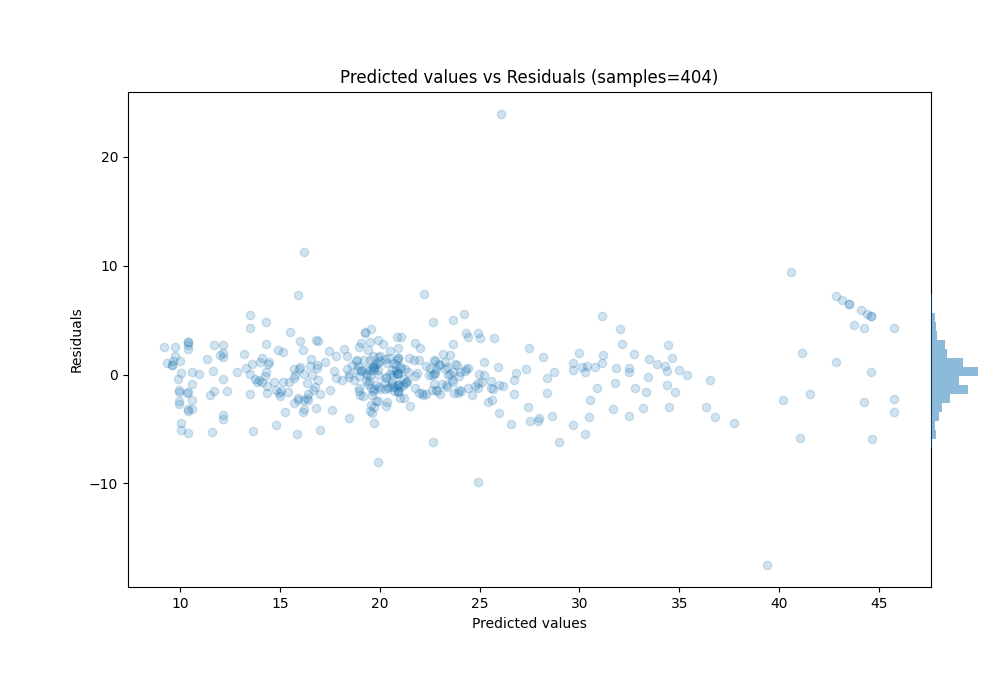 Predicted values vs Residuals (samples=404)
Residuals
20
10
0
−10
10 15 20 25 30 35 40 45
Predicted values